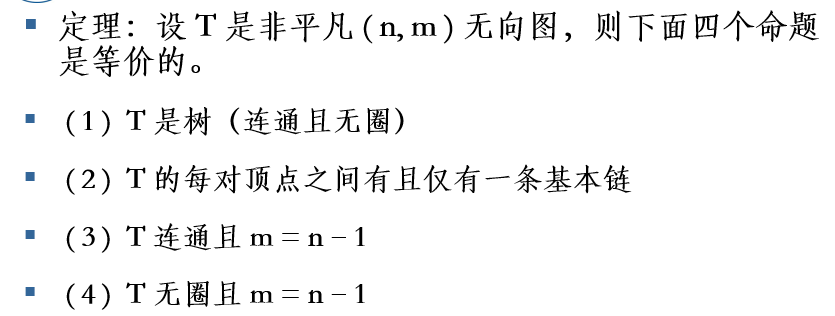 定理：设 T 是非平凡 ( n, m ) 无向图，则下面四个命题
是等价的。
( 1 ) T 是树（连通且无圈）
( 2 ) T 的每对顶点之间有且仅有一条基本链
( 3 ) T 连通且 m = n − 1
( 4 ) T 无圈且 m = n − 1